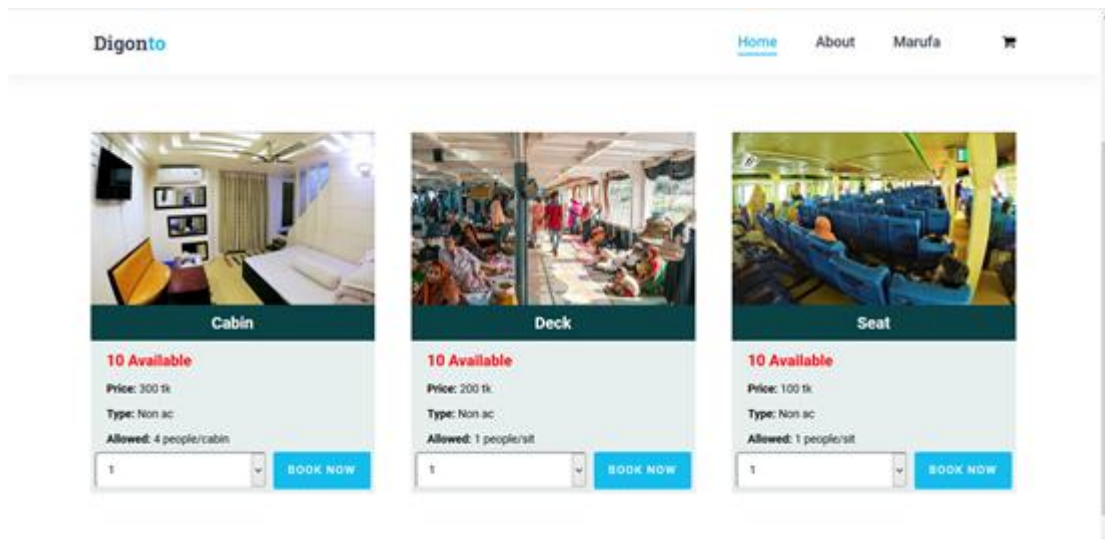 Digonto
Home About Marufa
Cabin
10 Available
Price: 300 tk
Type: Non ac
Allowed: 4 people/cabin
1 BOOK NOW
Deck
10 Available
Price: 200 tk
Type: Non ac
Allowed: 1 people/sit
1 BOOK NOW
Seat
10 Available
Price: 100 tk
Type: Non ac
Allowed: 1 people/sit
1 BOOK NOW